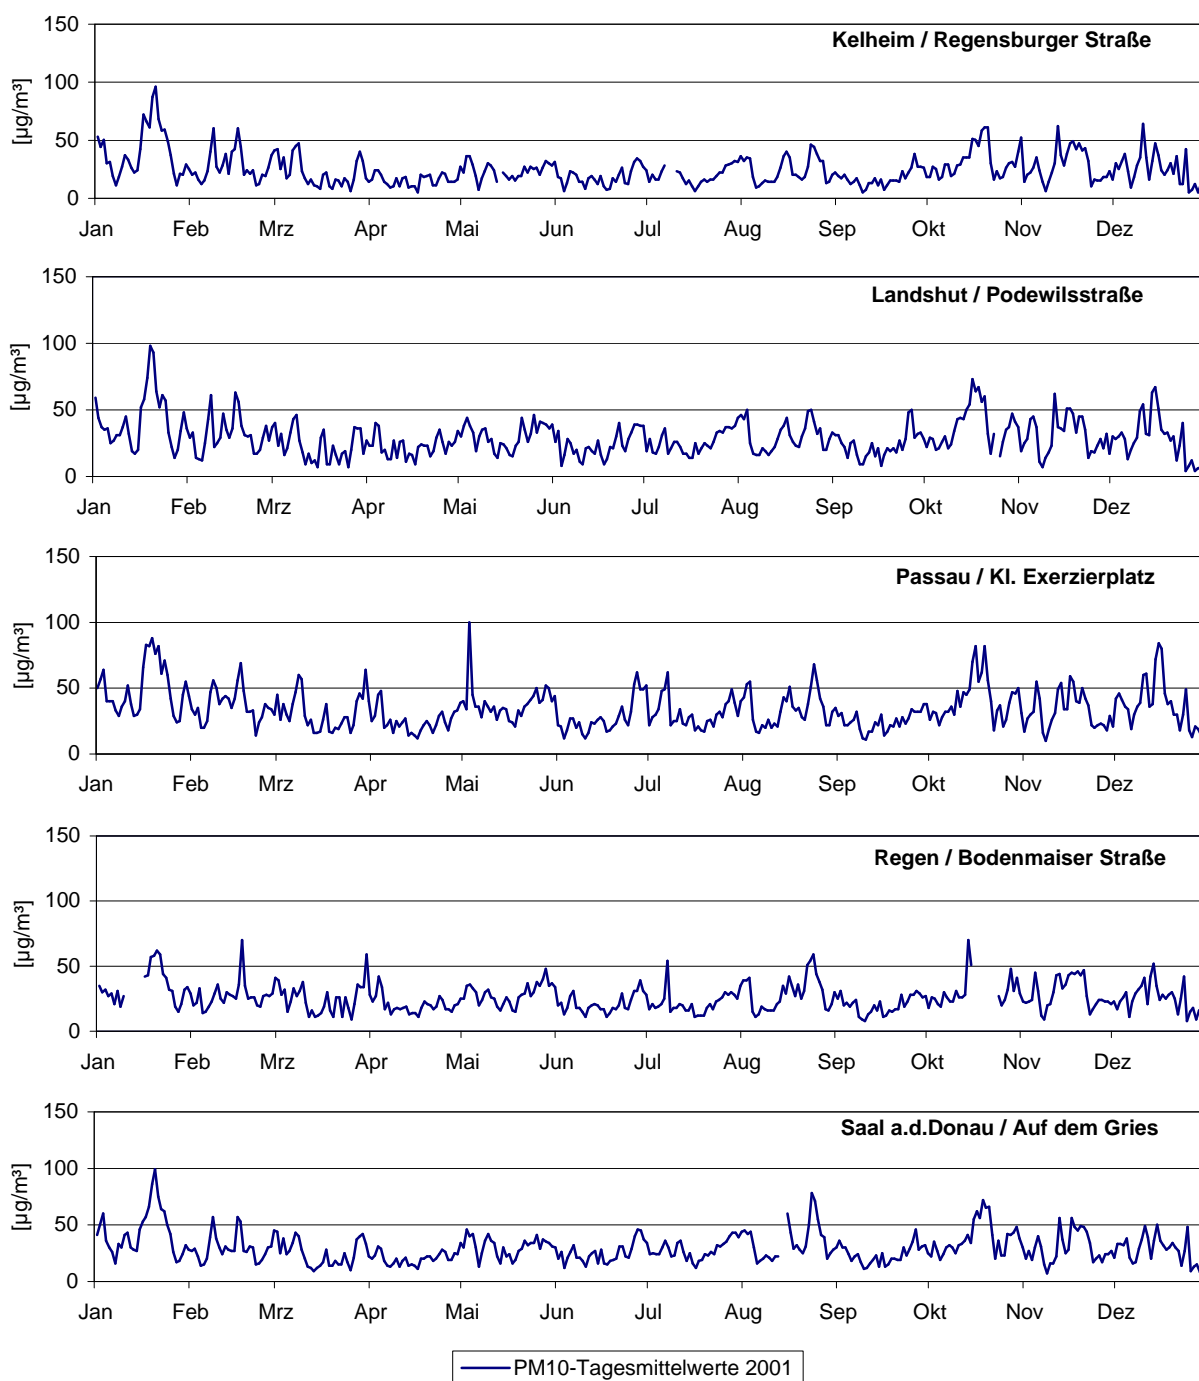 150
Kelheim / Regensburger Straße
100
50
0
[µg/m³]
Jan Feb Mrz Apr Mai Jun Jul Aug Sep Okt Nov Dez
150
Landshut / Podewilsstraße
100
50
0
[µg/m³]
Jan Feb Mrz Apr Mai Jun Jul Aug Sep Okt Nov Dez
150
Passau / Kl. Exerzierplatz
100
50
0
[µg/m³]
Jan Feb Mrz Apr Mai Jun Jul Aug Sep Okt Nov Dez
150
Regen / Bodenmaiser Straße
100
50
0
[µg/m³]
Jan Feb Mrz Apr Mai Jun Jul Aug Sep Okt Nov Dez
150
Saal a.d.Donau / Auf dem Gries
100
50
0
[µg/m³]
Jan Feb Mrz Apr Mai Jun Jul Aug Sep Okt Nov Dez
PM10-Tagesmittelwerte 2001